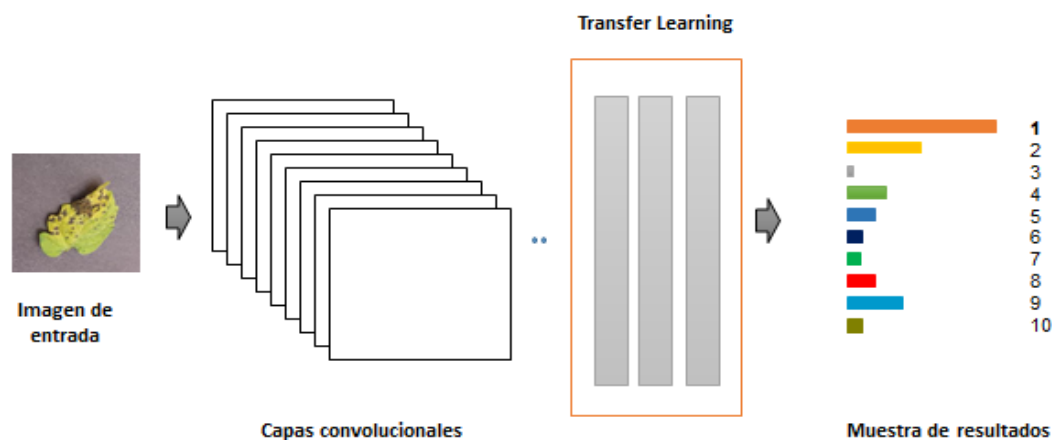 Transfer Learning
1
2
3
4
5
6
7
8
9
10
Imagen de
entrada
Capas convolucionales
Muestra de resultados